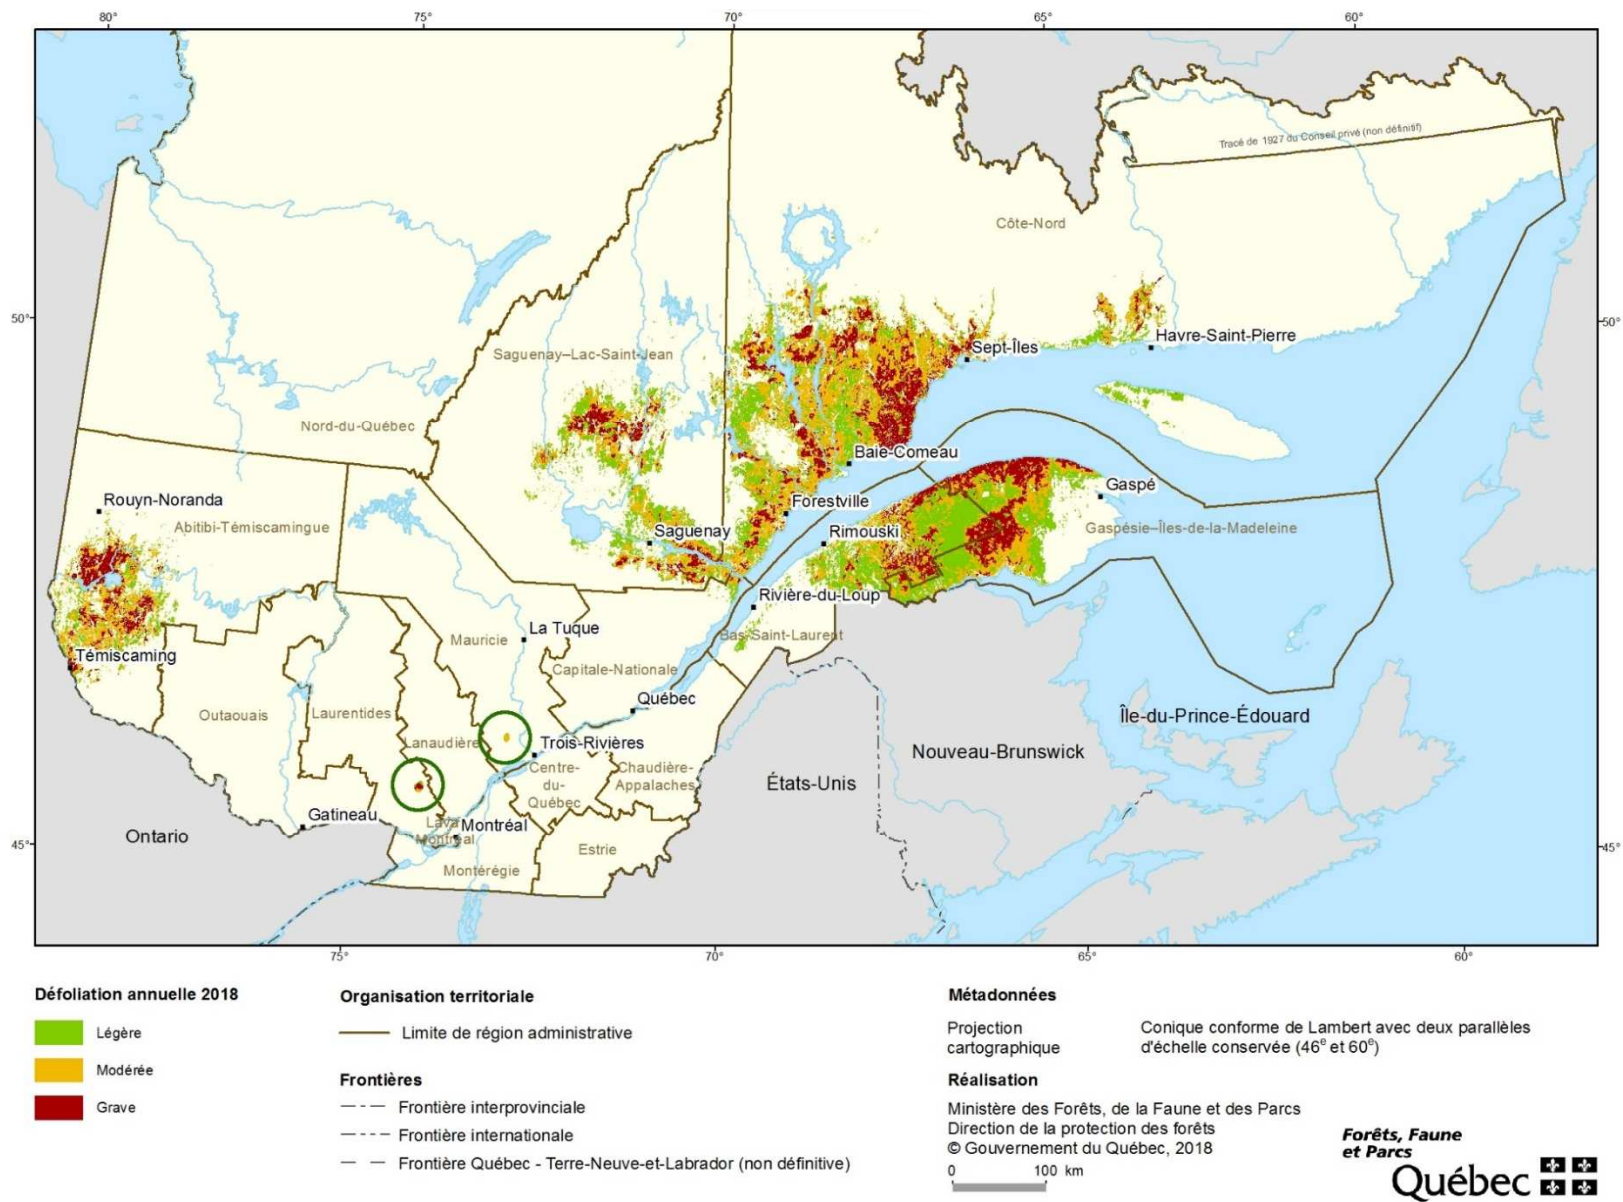 80°
75°
70°
65°
60°
Tracé de 1927 du Conseil privé (non définitif)
Côte-Nord
50°
50°
Havre-Saint-Pierre
Sept-Îles
Saguenay–Lac-Saint-Jean
Nord-du-Québec
Baie-Comeau
Gaspé
Rouyn-Noranda
Forestville
Abitibi-Témiscamingue
Saguenay
Rimouski
Gaspésie–Îles-de-la-Madeleine
Rivière-du-Loup
La Tuque
Mauricie
Bas-Saint-Laurent
Témiscaming
Capitale-Nationale
Québec
Outaouais
Laurentides
Île-du-Prince-Édouard
Lanaudière
Trois-Rivières
Nouveau-Brunswick
Centre-
du-
Québec
Chaudière-
Appalaches
États-Unis
Gatineau
Laval
Montréal
Ontario
Montréal
45°
45°
Estrie
Montérégie
75°
70°
65°
60°
Défoliation annuelle 2018
Légère
Modérée
Grave
Organisation territoriale
Limite de région administrative
Frontières
Frontière interprovinciale
Frontière internationale
Frontière Québec - Terre-Neuve-et-Labrador (non définitive)
Métadonnées
Projection
cartographique
Conique conforme de Lambert avec deux parallèles
d'échelle conservée (46e et 60e)
Réalisation
Ministère des Forêts, de la Faune et des Parcs
Direction de la protection des forêts
© Gouvernement du Québec, 2018
0 100 km
Forêts, Faune
et Parcs
Québec